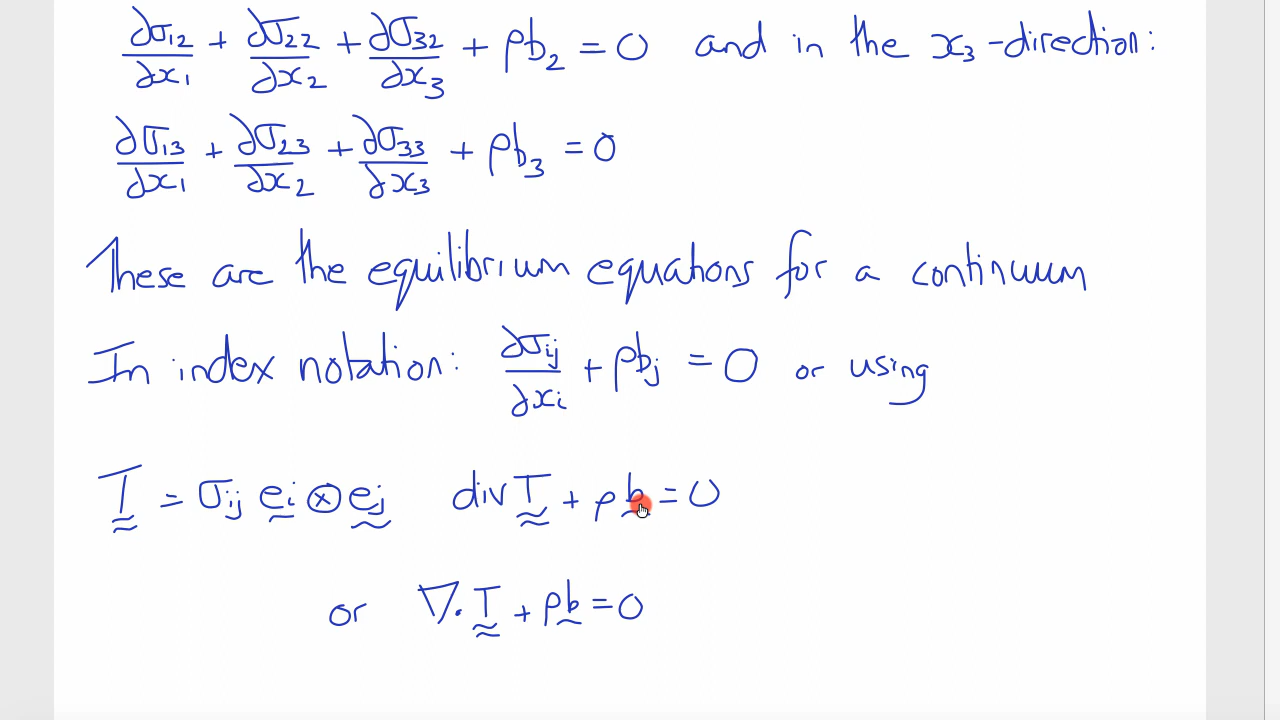 ∂σ₁₂/∂x₁ + ∂σ₂₂/∂x₂ + ∂σ₃₂/∂x₃ + ρb₂ = 0 and in the x₃-direction:
∂σ₁₃/∂x₁ + ∂σ₂₃/∂x₂ + ∂σ₃₃/∂x₃ + ρb₃ = 0
These are the equilibrium equations for a continuum
In index notation: ∂σᵢⱼ/∂xᵢ + ρbⱼ = 0 or using
T = σᵢⱼ eᵢ ⊗ eⱼ div T + ρb = 0
or ∇. T + ρb = 0